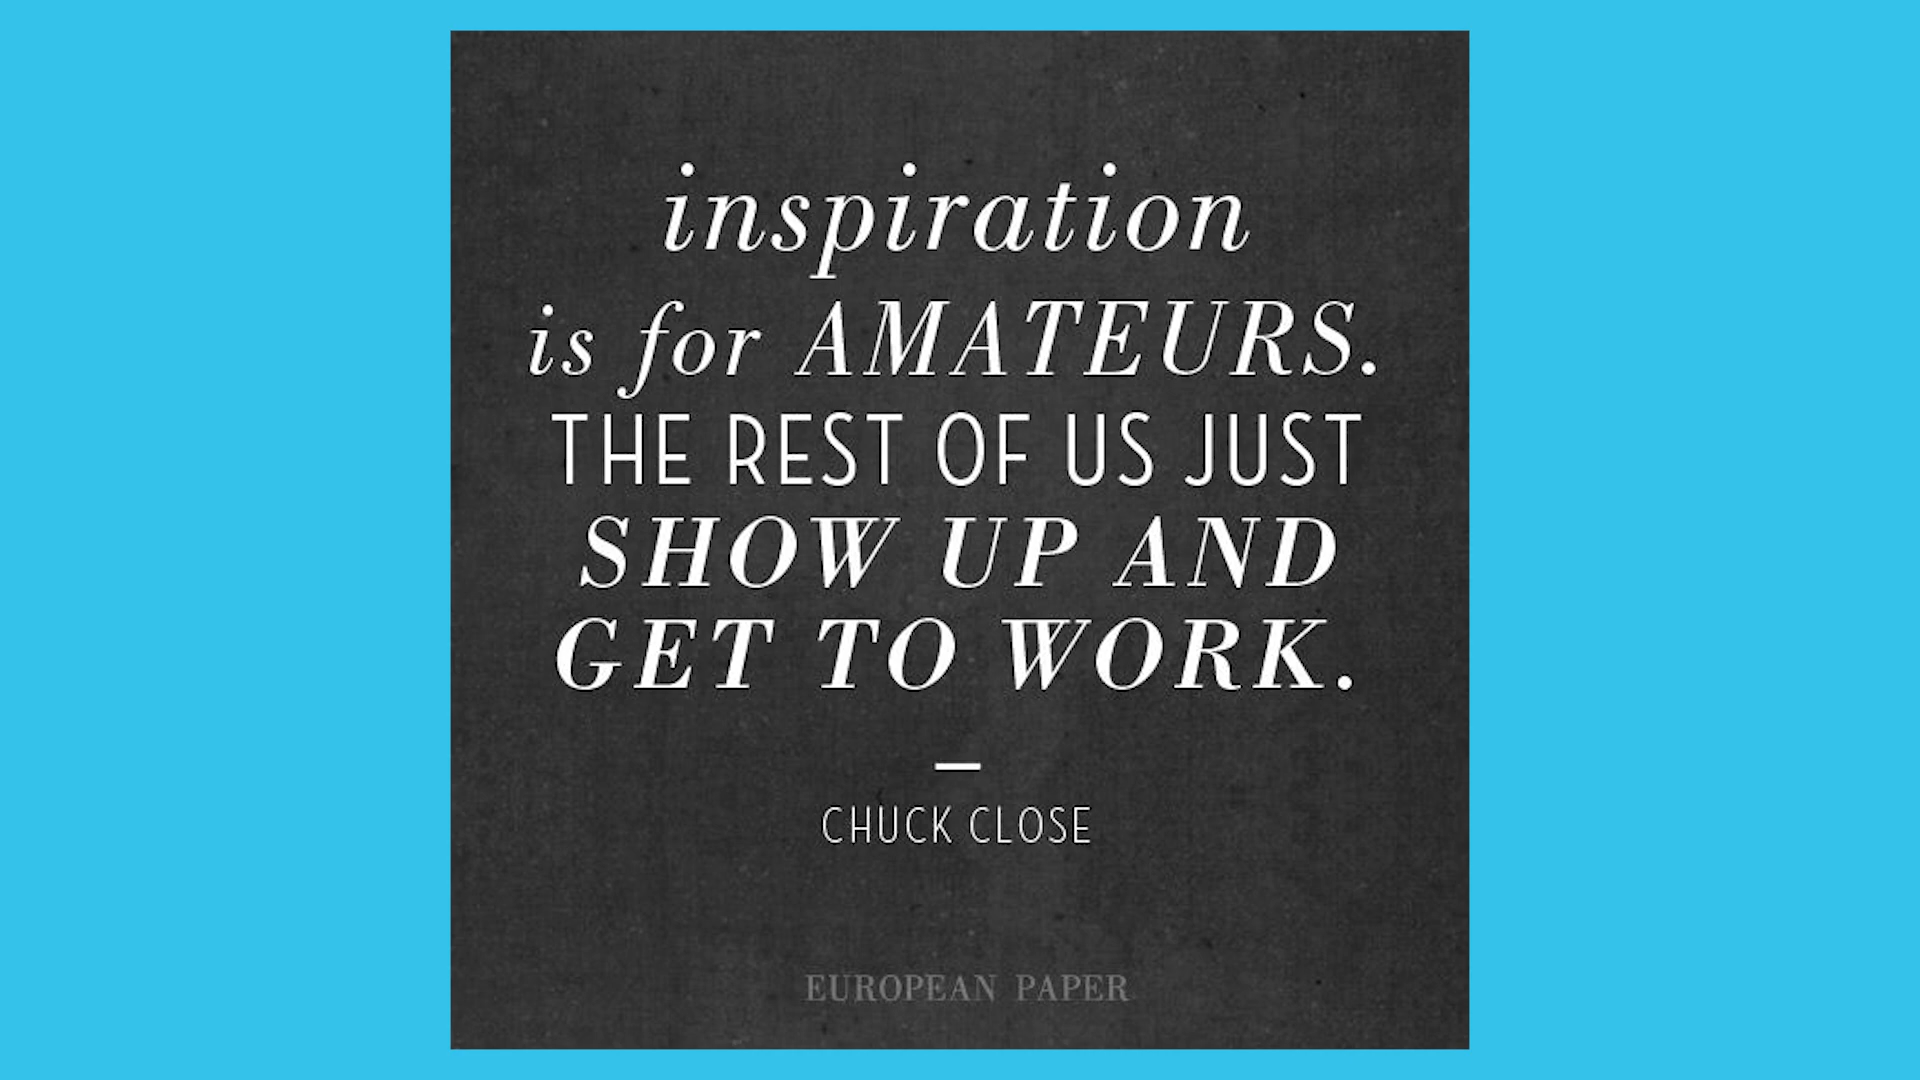 inspiration
is for AMATEURS.
THE REST OF US JUST
SHOW UP AND
GET TO WORK.
—
CHUCK CLOSE
EUROPEAN PAPER